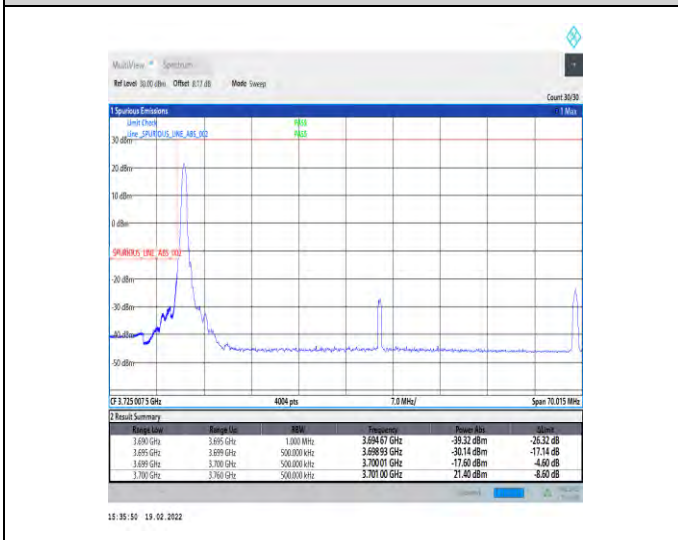 MultiView Spectrum
Ref Level 30.00 dBm Offset 8.12 dB Mode Sweep
Count 30/30
1 Spurious Emissions 1 Max
Limit Check PASS
Line _SPURIOUS_LINE_ABS_002 PASS
30 dBm
20 dBm
10 dBm
0 dBm
_SPURIOUS_LINE_ABS_002
-20 dBm
-30 dBm
-40 dBm
-50 dBm
CF 3.725 007 5 GHz 4004 pts 7.0 MHz/ Span 70.015 MHz
2 Result Summary
Range Low Range Up RBW Frequency Power Abs ΔLimit
3.690 GHz 3.695 GHz 1.000 MHz 3.694 67 GHz -39.32 dBm -26.32 dB
3.695 GHz 3.699 GHz 500.000 kHz 3.698 93 GHz -30.14 dBm -17.14 dB
3.699 GHz 3.700 GHz 500.000 kHz 3.700 01 GHz -17.60 dBm -4.60 dB
3.700 GHz 3.760 GHz 500.000 kHz 3.701 00 GHz 21.40 dBm -8.60 dB
15:35:50 19.02.2022